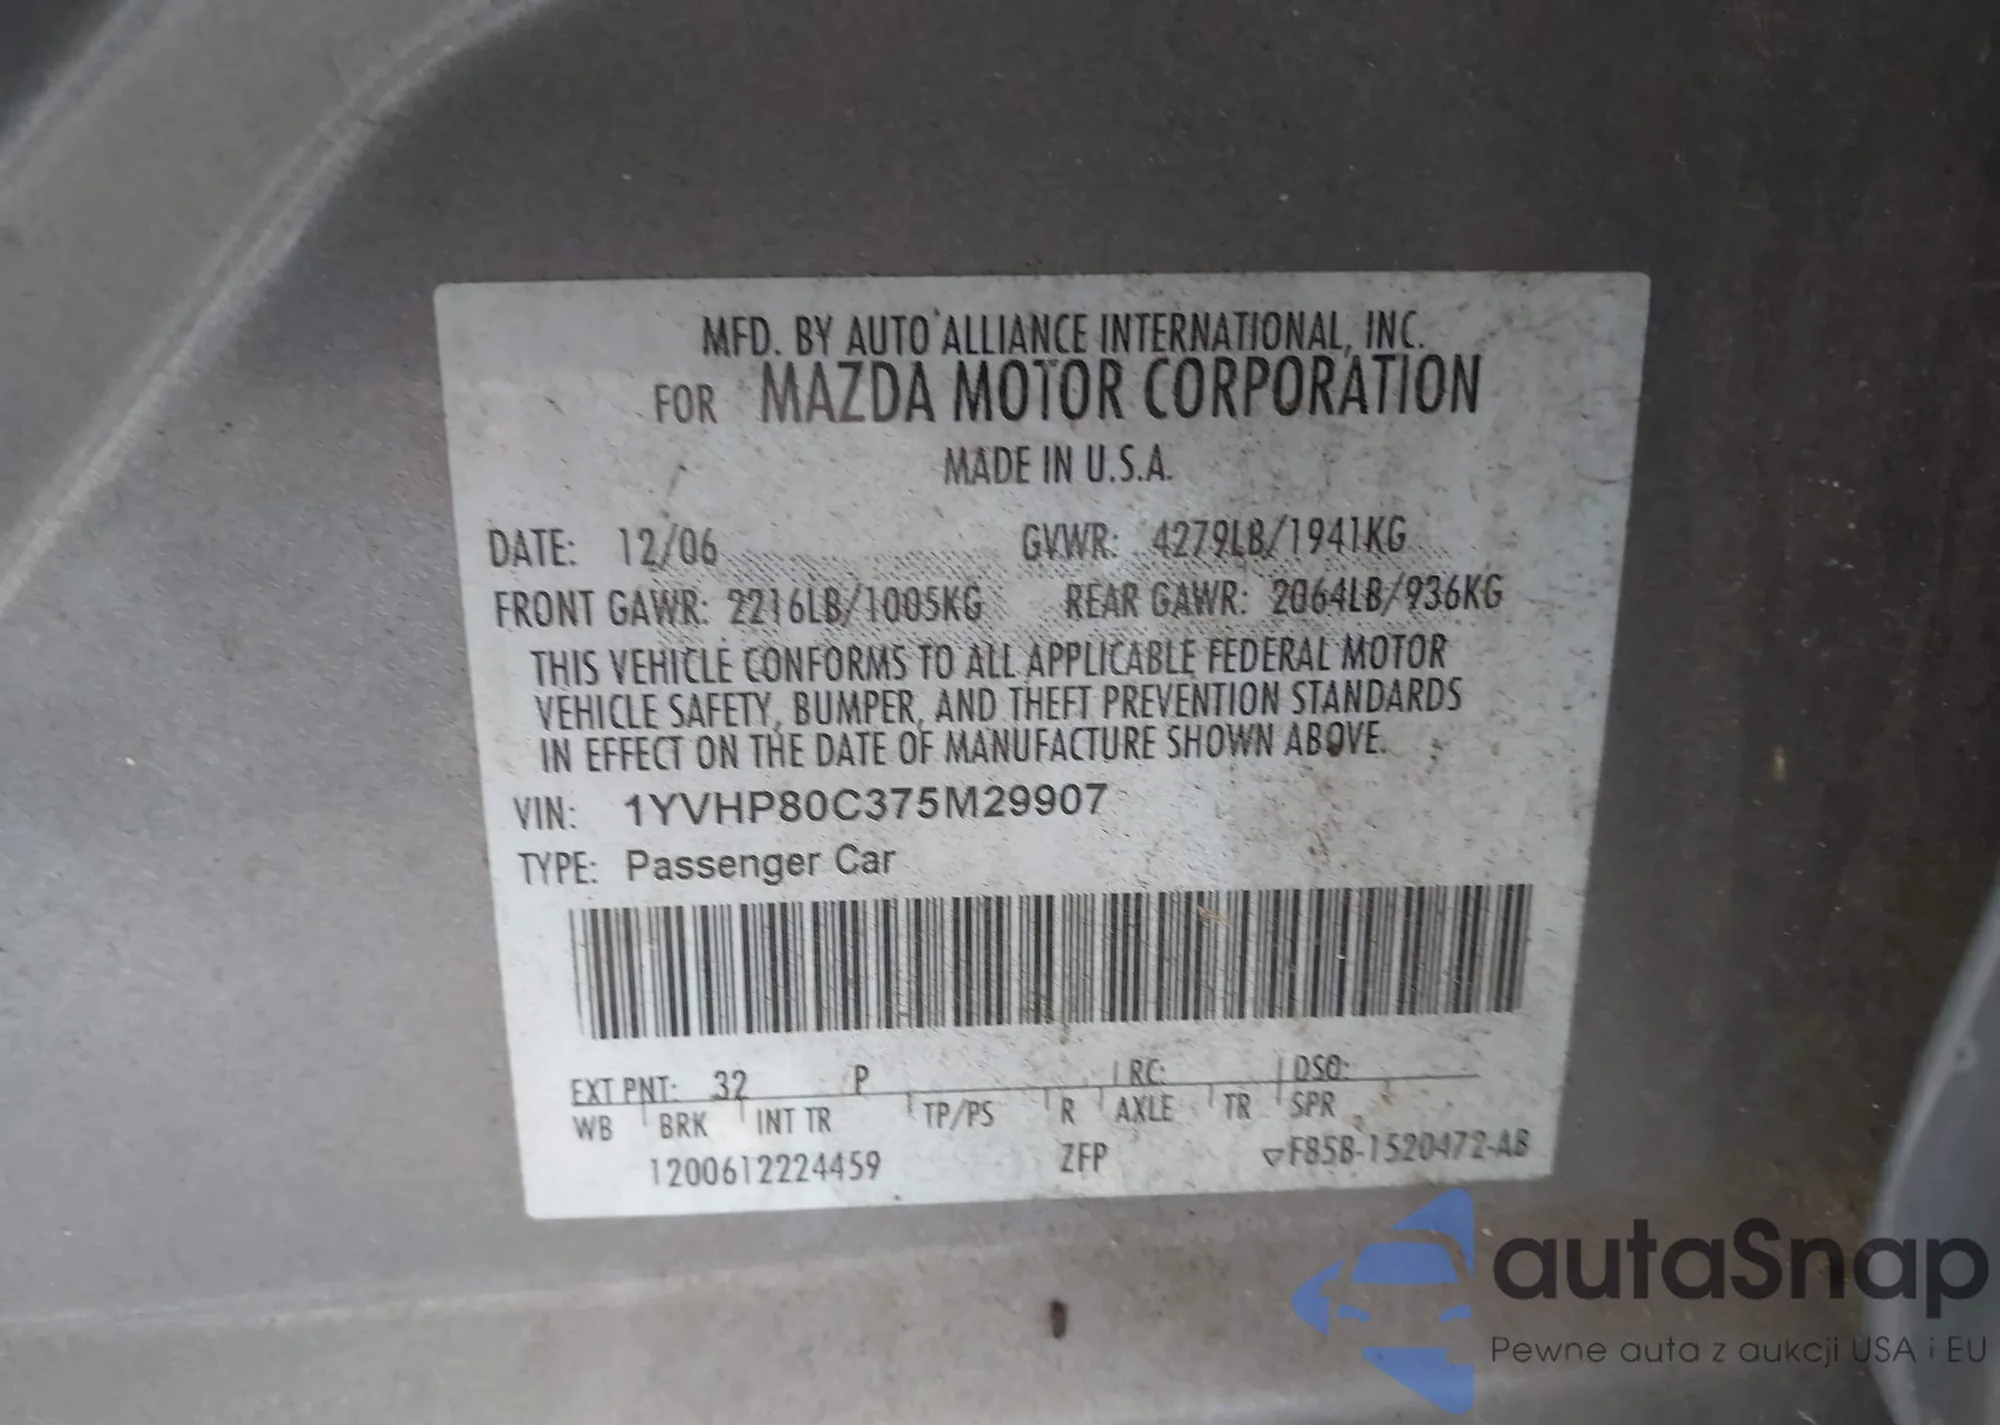 MFD. BY AUTO ALLIANCE INTERNATIONAL, INC.
FOR MAZDA MOTOR CORPORATION
MADE IN U.S.A.
DATE: 12/06 GVWR: 4279LB/1941KG
FRONT GAWR: 2216LB/1005KG REAR GAWR: 2064LB/936KG
THIS VEHICLE CONFORMS TO ALL APPLICABLE FEDERAL MOTOR
VEHICLE SAFETY, BUMPER, AND THEFT PREVENTION STANDARDS
IN EFFECT ON THE DATE OF MANUFACTURE SHOWN ABOVE.
VIN: 1YVHP80C375M29907
TYPE: Passenger Car
EXT PNT: 32 P RC: DSO:
WB BRK INT TR TP/PS R AXLE TR SPR
1200612224459 ZFP F85B-1520472-AB
autaSnap
Pewne auta z aukcji USA i EU